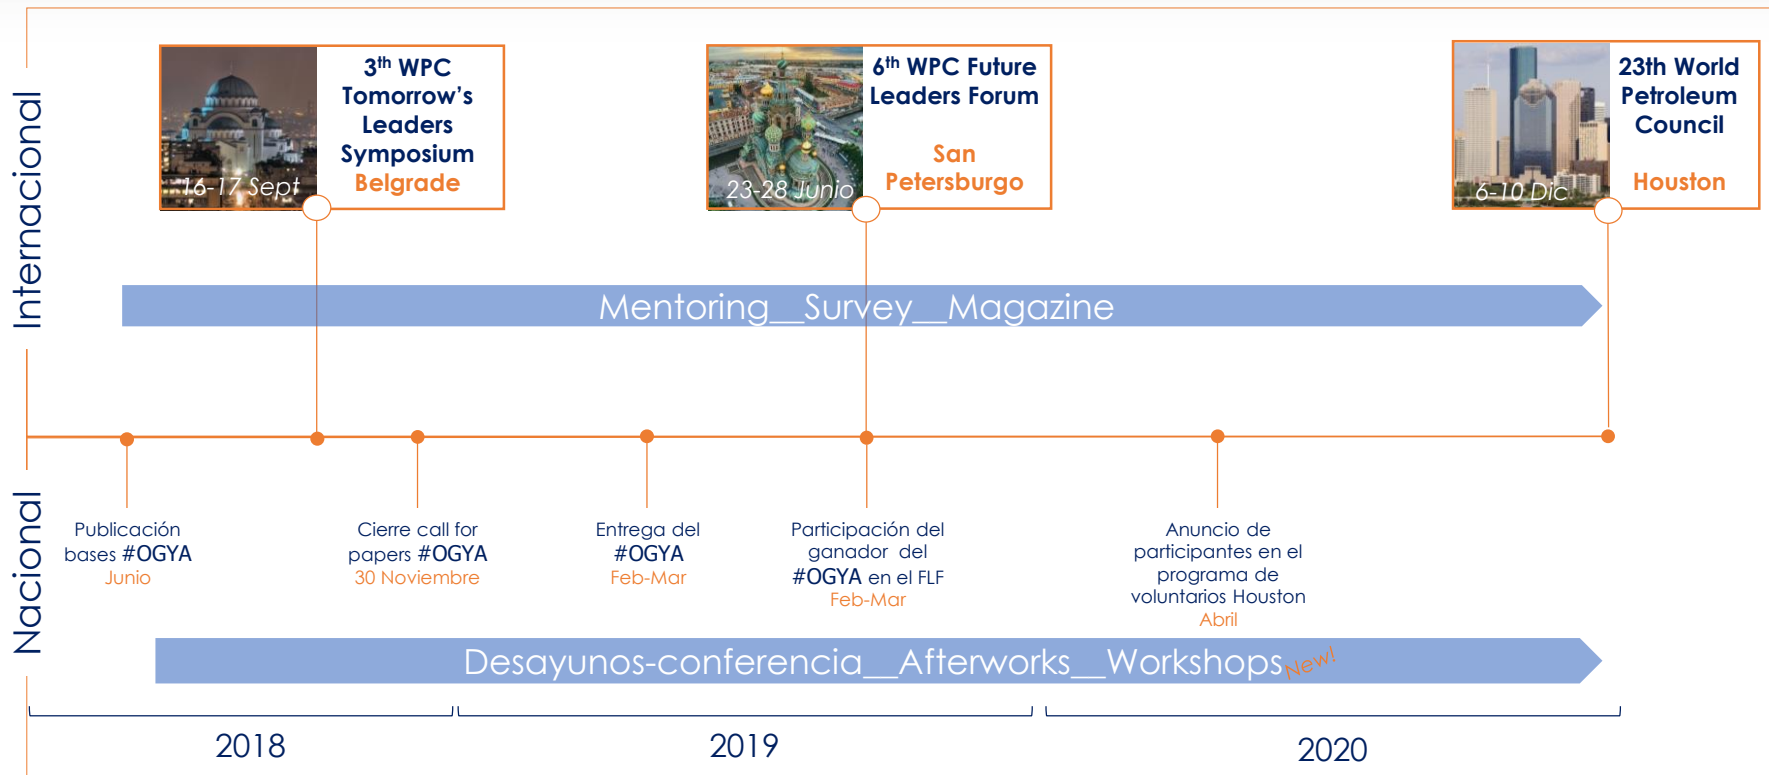 Internacional
3th WPC
Tomorrow's
Leaders
Symposium
Belgrade
16-17 Sept
6th WPC Future
Leaders Forum
San
Petersburgo
23-28 Junio
23th World
Petroleum
Council
Houston
6-10 Dic
Mentoring__Survey__Magazine
Nacional
Publicación
bases #OGYA
Junio
Cierre call for
papers #OGYA
30 Noviembre
Entrega del
#OGYA
Feb-Mar
Participación del
ganador del
#OGYA en el FLF
Feb-Mar
Anuncio de
participantes en el
programa de
voluntarios Houston
Abril
Desayunos-conferencia__Afterworks__Workshops New!
2018
2019
2020